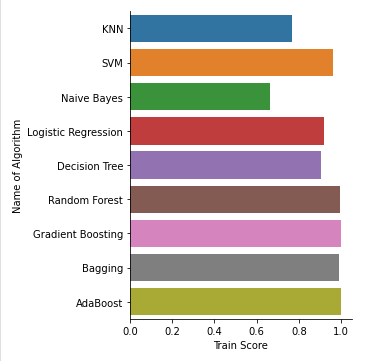 KNN
SVM
Naive Bayes
Logistic Regression
Decision Tree
Random Forest
Gradient Boosting
Bagging
AdaBoost
Name of Algorithm
0.0 0.2 0.4 0.6 0.8 1.0
Train Score